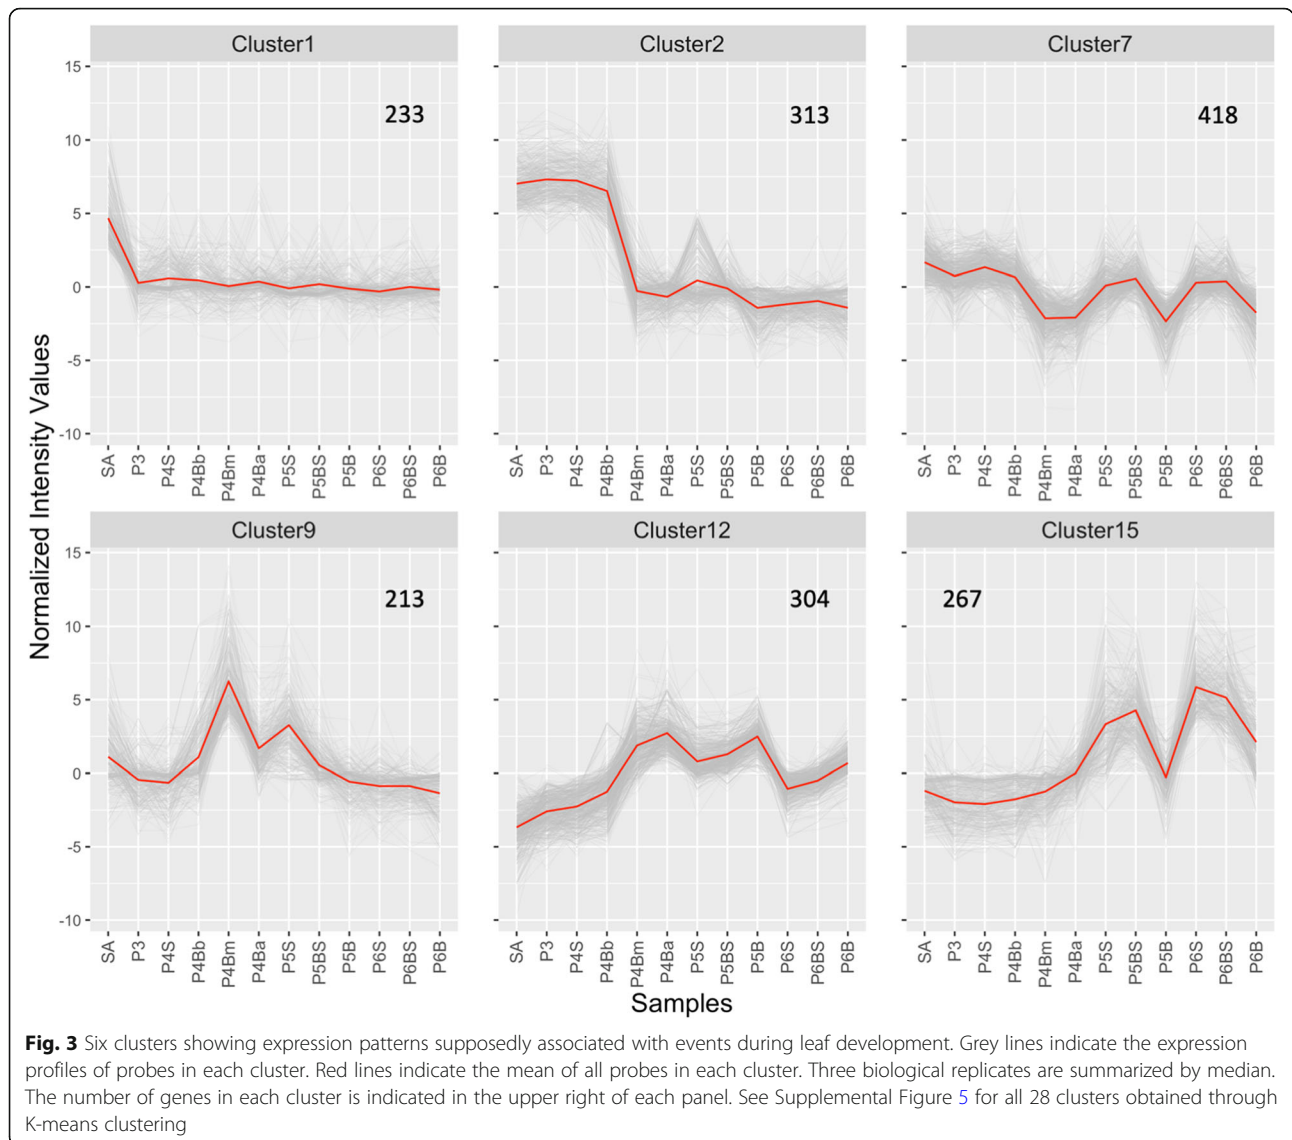 Cluster1
Cluster2
Cluster7
15
10
5
0
-5
-10
233
313
418
SA
P3
P4S
P4Bb
P4Bm
P4Ba
P5S
P5BS
P5B
P6S
P6BS
P6B
SA
P3
P4S
P4Bb
P4Bm
P4Ba
P5S
P5BS
P5B
P6S
P6BS
P6B
SA
P3
P4S
P4Bb
P4Bm
P4Ba
P5S
P5BS
P5B
P6S
P6BS
P6B
Normalized Intensity Values
Cluster9
Cluster12
Cluster15
15
10
5
0
-5
-10
213
304
267
SA
P3
P4S
P4Bb
P4Bm
P4Ba
P5S
P5BS
P5B
P6S
P6BS
P6B
SA
P3
P4S
P4Bb
P4Bm
P4Ba
P5S
P5BS
P5B
P6S
P6BS
P6B
SA
P3
P4S
P4Bb
P4Bm
P4Ba
P5S
P5BS
P5B
P6S
P6BS
P6B
Samples
Fig. 3 Six clusters showing expression patterns supposedly associated with events during leaf development. Grey lines indicate the expression
profiles of probes in each cluster. Red lines indicate the mean of all probes in each cluster. Three biological replicates are summarized by median.
The number of genes in each cluster is indicated in the upper right of each panel. See Supplemental Figure 5 for all 28 clusters obtained through
K-means clustering